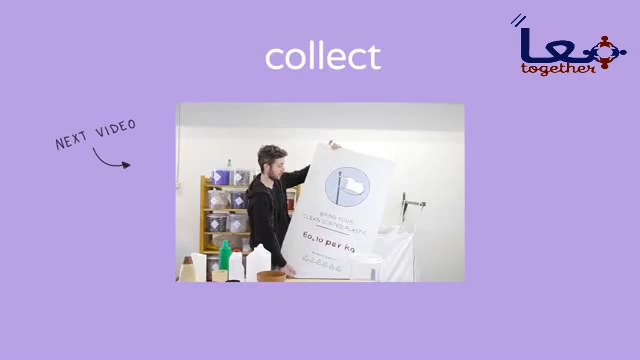 collect
معاً
together
NEXT VIDEO
BRING YOUR
CLEAN SORTED PLASTIC
€0,10 per kg